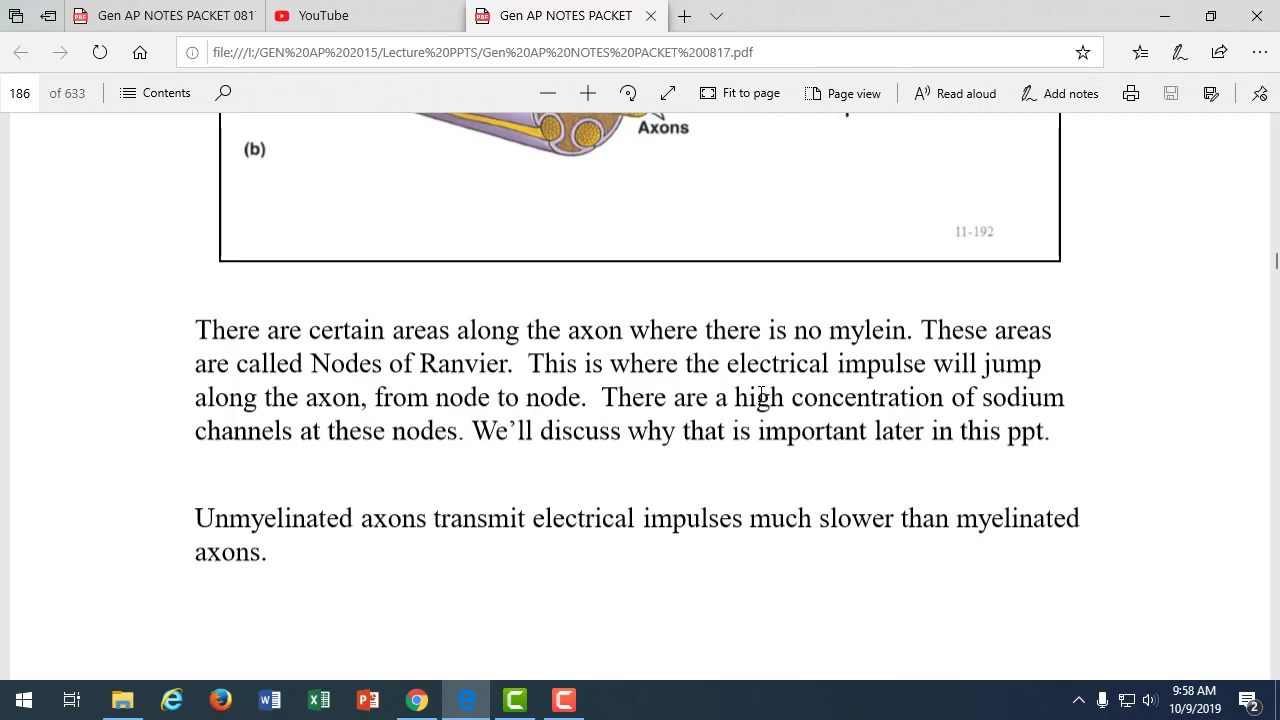 Gen AP NOTES PACKET 081
YouTube
Gen AP NOTES PACKET
file:///I:/GEN%20AP%202015/Lecture%20PPTS/Gen%20AP%20NOTES%20PACKET%200817.pdf
186 of 633 Contents Fit to page Page view Read aloud Add notes
Axons
(b)
11-192
There are certain areas along the axon where there is no mylein. These areas
are called Nodes of Ranvier. This is where the electrical impulse will jump
along the axon, from node to node. There are a high concentration of sodium
channels at these nodes. We'll discuss why that is important later in this ppt.
Unmyelinated axons transmit electrical impulses much slower than myelinated
axons.
9:58 AM
10/9/2019
2